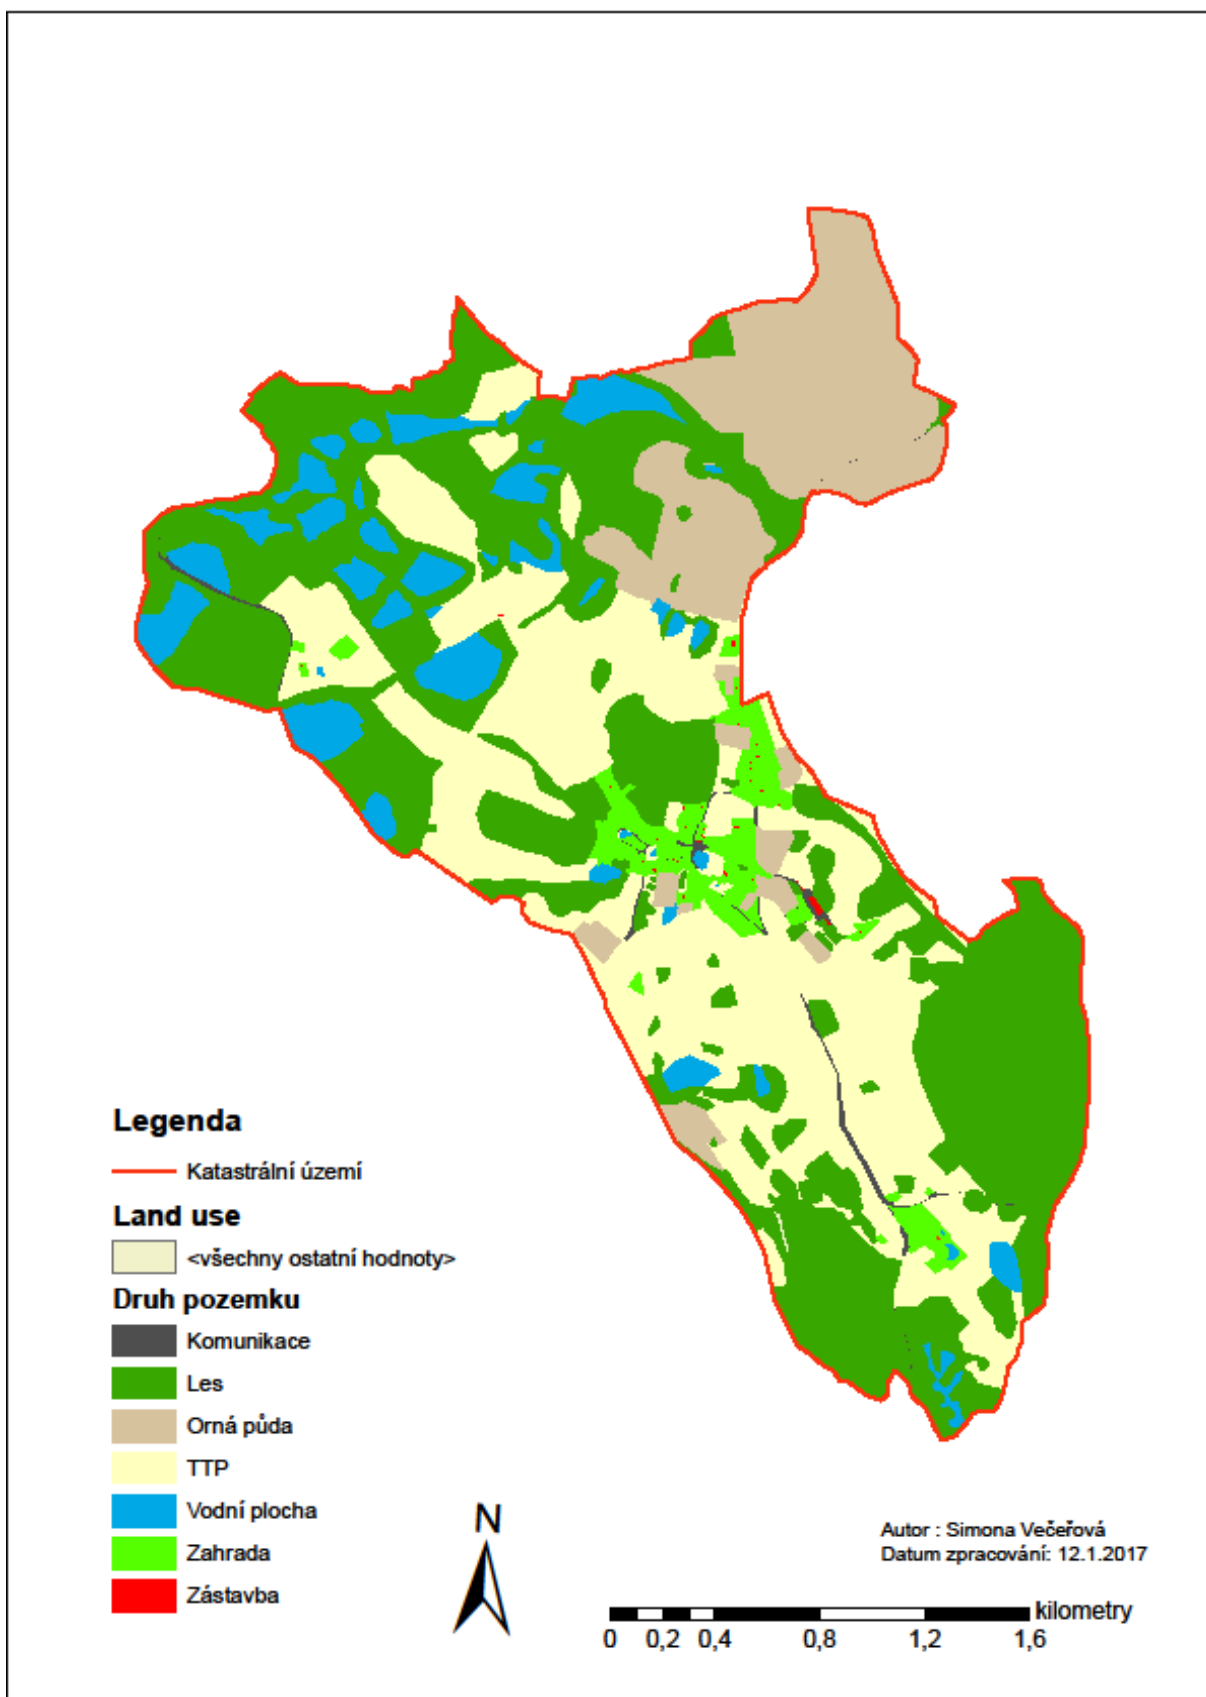 Legenda
Katastrální území
Land use
<všechny ostatní hodnoty>
Druh pozemku
Komunikace
Les
Orná půda
TTP
Vodní plocha
Zahrada
Zástavba
N
Autor : Simona Večeřová
Datum zpracování: 12.1.2017
kilometry
0 0,2 0,4 0,8 1,2 1,6